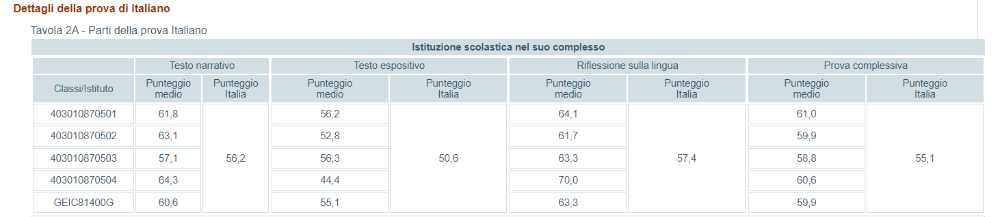 Dettagli della prova di Italiano
Tavola 2A - Parti della prova Italiano
Istituzione scolastica nel suo complesso
Testo narrativo Testo espositivo Riflessione sulla lingua Prova complessiva
Classi/Istituto Punteggio medio Punteggio Italia Punteggio medio Punteggio Italia Punteggio medio Punteggio Italia Punteggio medio Punteggio Italia
403010870501 61,8 56,2 64,1 61,0
403010870502 63,1 52,8 61,7 59,9
403010870503 57,1 56,2 56,3 50,6 63,3 57,4 58,8 55,1
403010870504 64,3 44,4 70,0 60,6
GEIC81400G 60,6 55,1 63,3 59,9